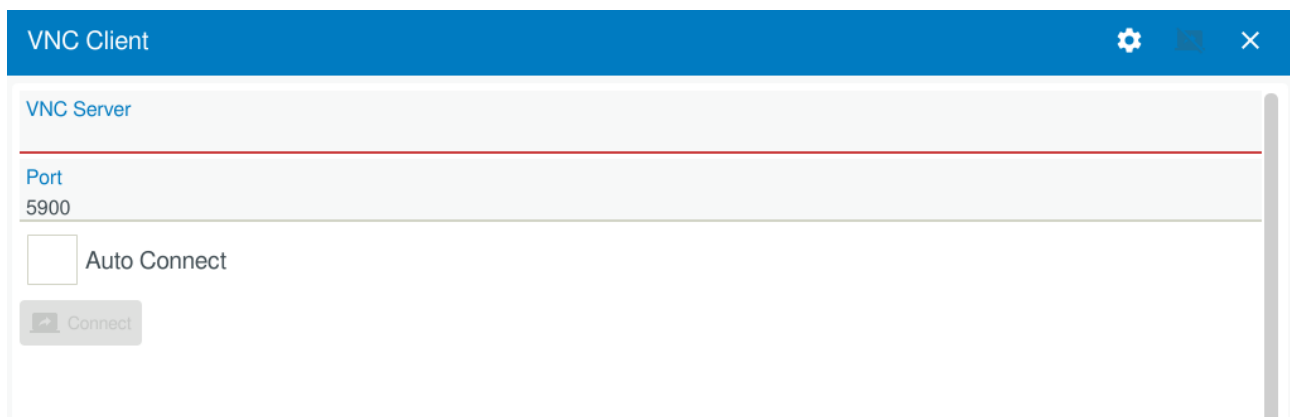 VNC Client
VNC Server
Port
5900
Auto Connect
Connect